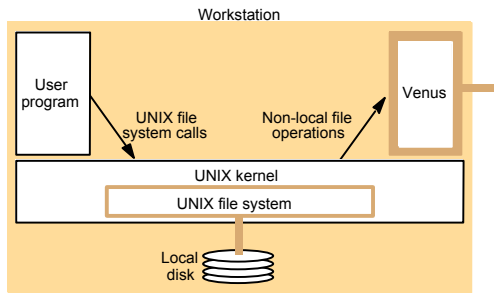 Workstation
User
program
Venus
UNIX file
system calls
Non-local file
operations
UNIX kernel
UNIX file system
Local
disk